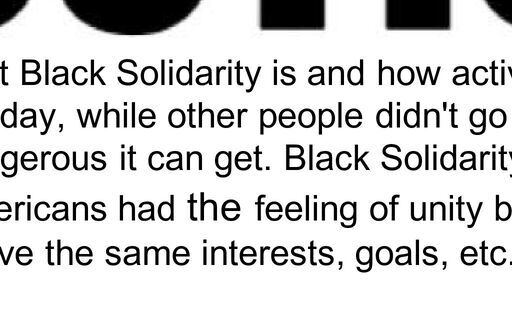 t Black Solidarity is and how activ
day, while other people didn't go
gerous it can get. Black Solidarity
ericans had the feeling of unity b
ve the same interests, goals, etc.